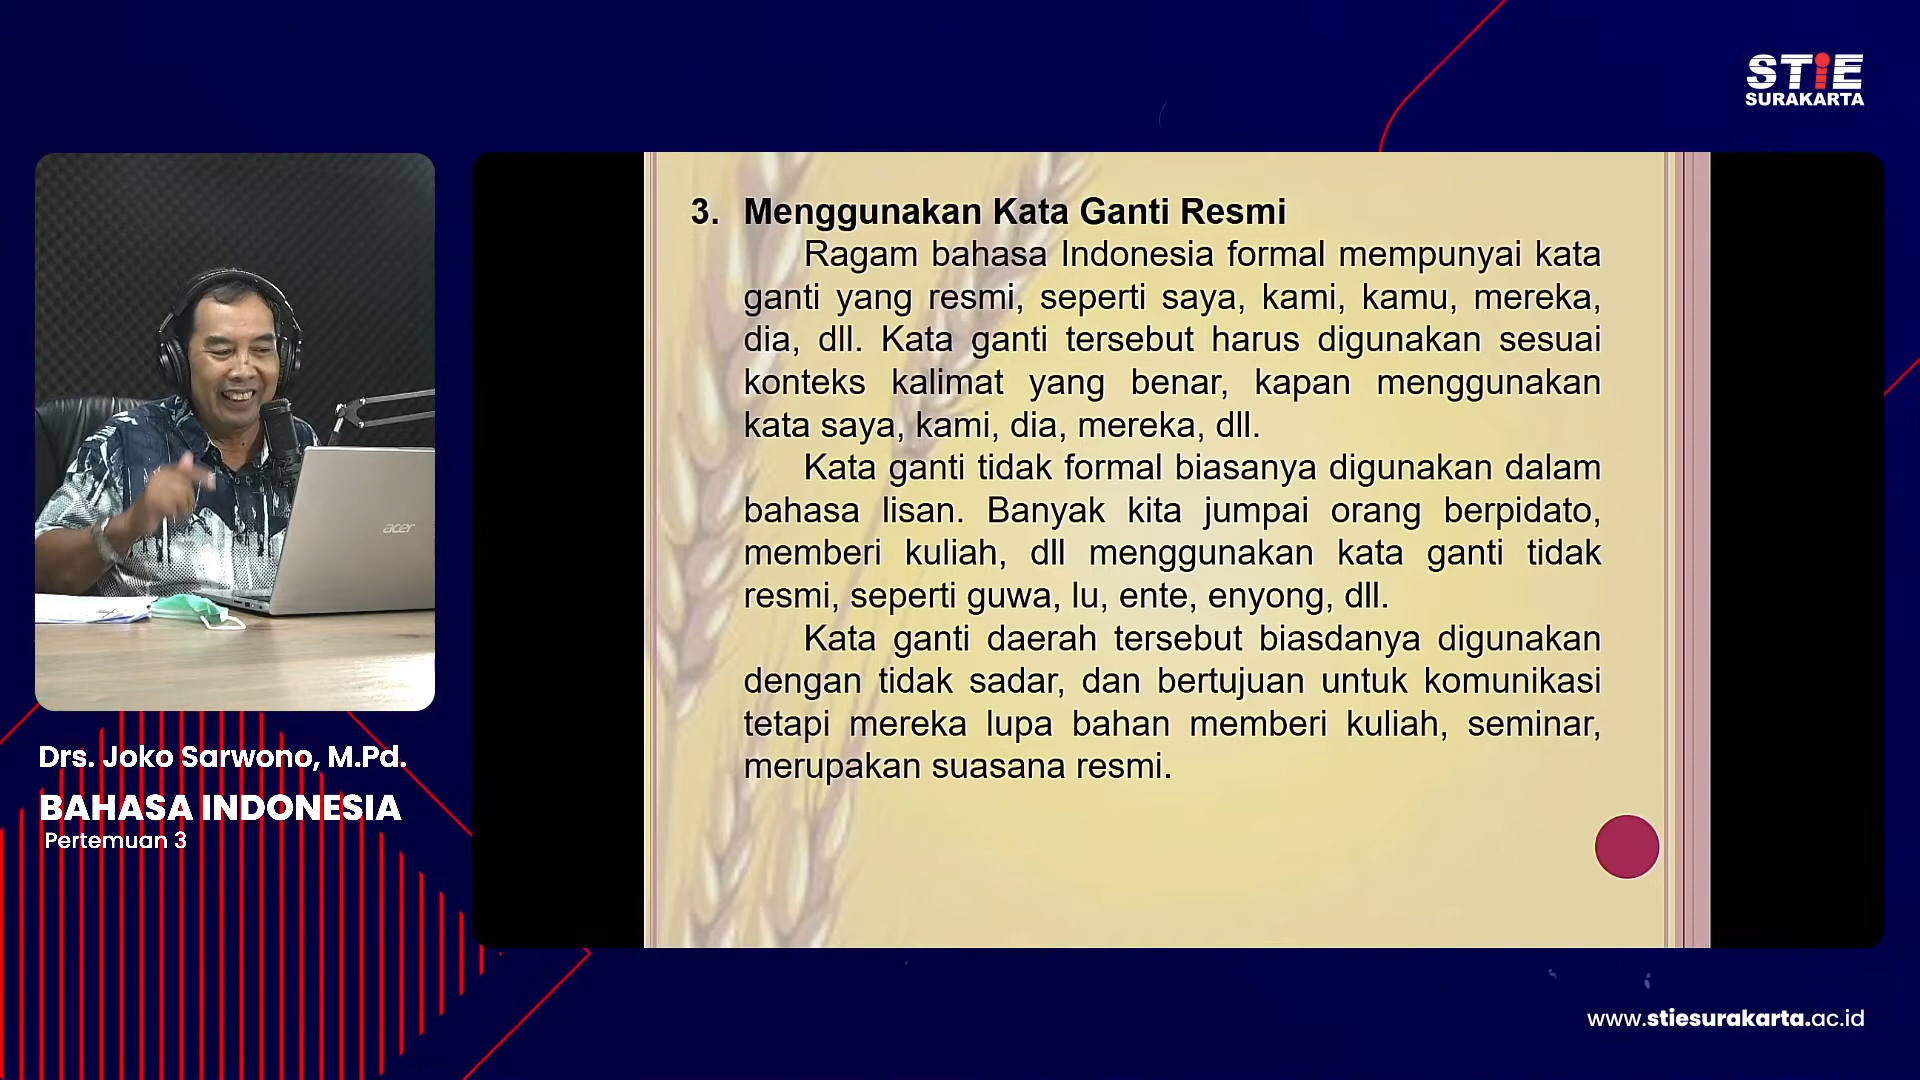 STiE
SURAKARTA
3. Menggunakan Kata Ganti Resmi
Ragam bahasa Indonesia formal mempunyai kata
ganti yang resmi, seperti saya, kami, kamu, mereka,
dia, dll. Kata ganti tersebut harus digunakan sesuai
konteks kalimat yang benar, kapan menggunakan
kata saya, kami, dia, mereka, dll.
Kata ganti tidak formal biasanya digunakan dalam
bahasa lisan. Banyak kita jumpai orang berpidato,
memberi kuliah, dll menggunakan kata ganti tidak
resmi, seperti guwa, lu, ente, enyong, dll.
Kata ganti daerah tersebut biasdanya digunakan
dengan tidak sadar, dan bertujuan untuk komunikasi
tetapi mereka lupa bahan memberi kuliah, seminar,
merupakan suasana resmi.
acer
Drs. Joko Sarwono, M.Pd.
BAHASA INDONESIA
Pertemuan 3
www.stiesurakarta.ac.id